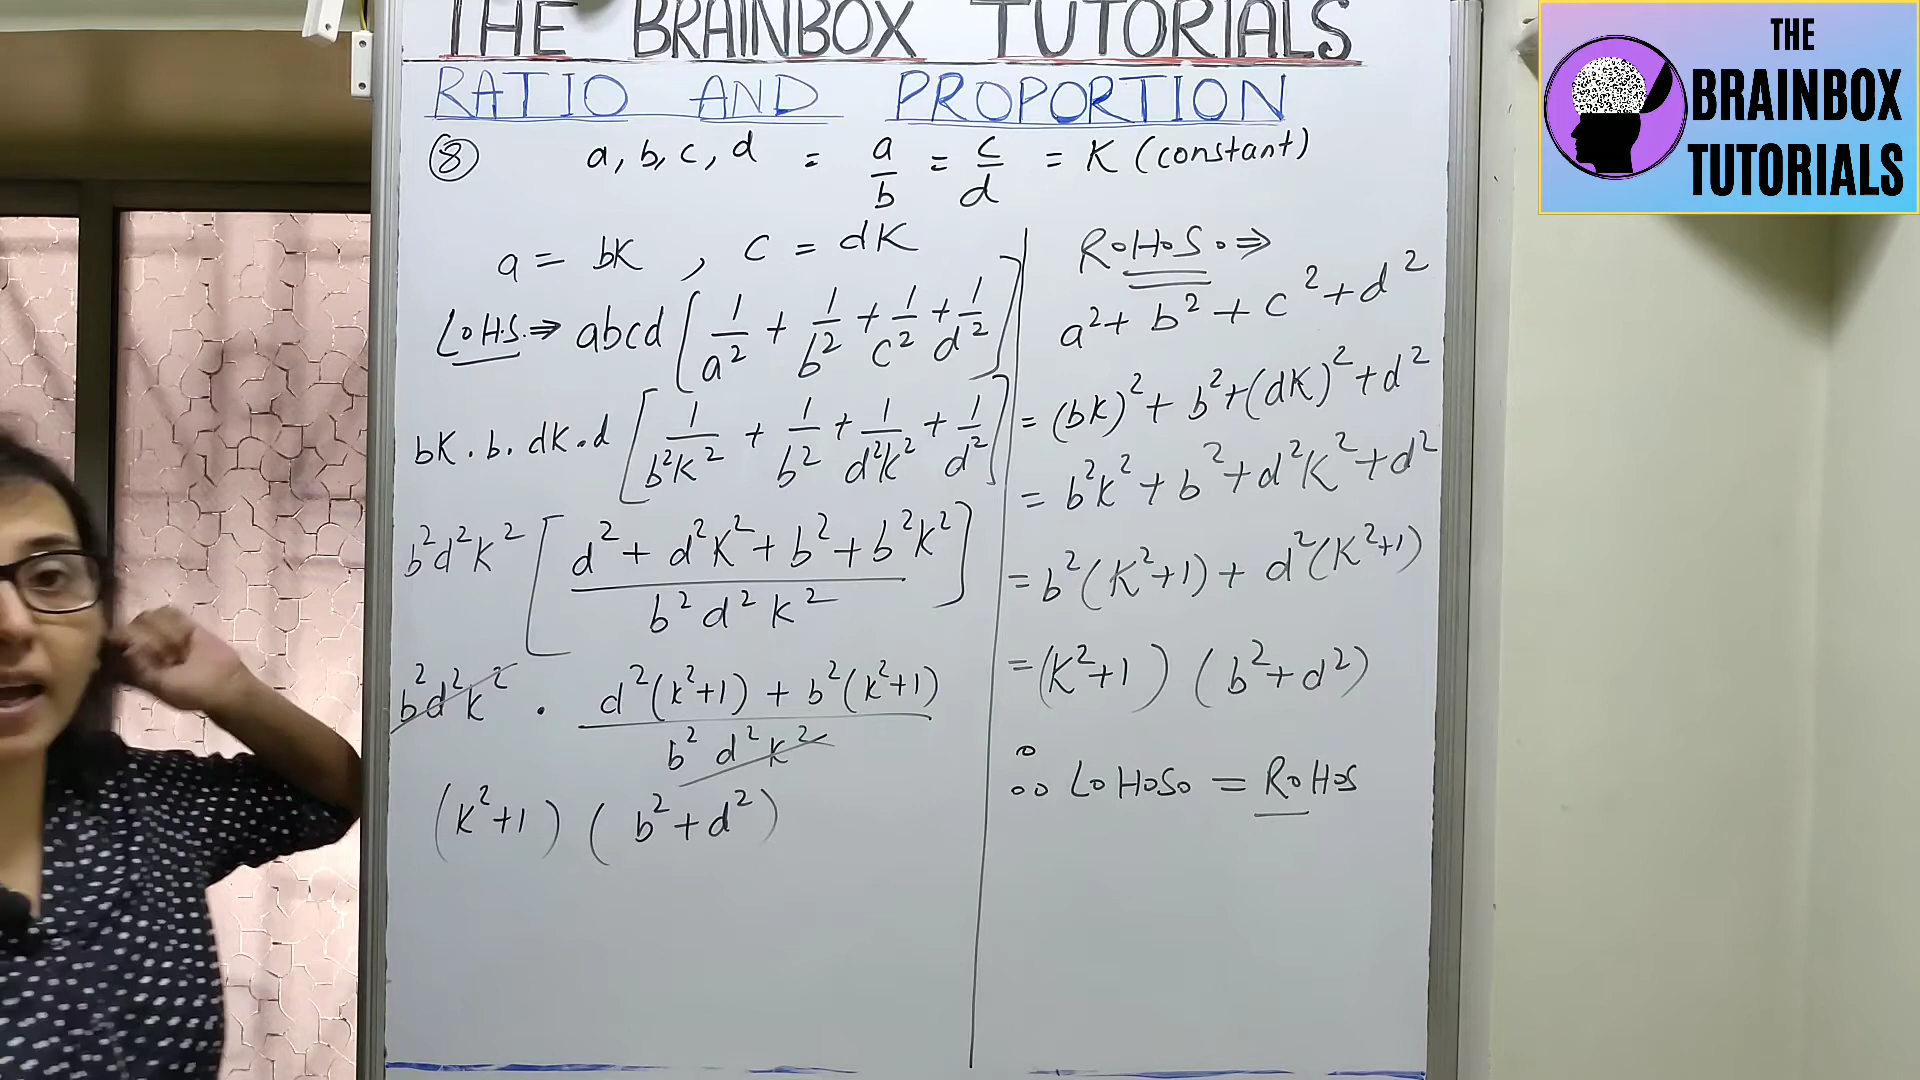 THE BRAINBOX TUTORIALS
RATIO AND PROPORTION
⑧ a, b, c, d = a/b = c/d = K (constant)
a = bK , c = dK
L.H.S. ⇒ abcd [1/a² + 1/b² + 1/c² + 1/d²]
bK . b . dK . d [1/b²K² + 1/b² + 1/d²K² + 1/d²]
b²d²K² [(d² + d²K² + b² + b²K²)/(b²d²K²)]
b²d²K² . (d²(K²+1) + b²(K²+1))/(b²d²K²)
(K²+1) (b²+d²)
R.H.S. ⇒
a² + b² + c² + d²
= (bK)² + b² + (dK)² + d²
= b²K² + b² + d²K² + d²
= b²(K²+1) + d²(K²+1)
= (K²+1) (b²+d²)
∴ L.H.S. = R.H.S
THE
BRAINBOX
TUTORIALS